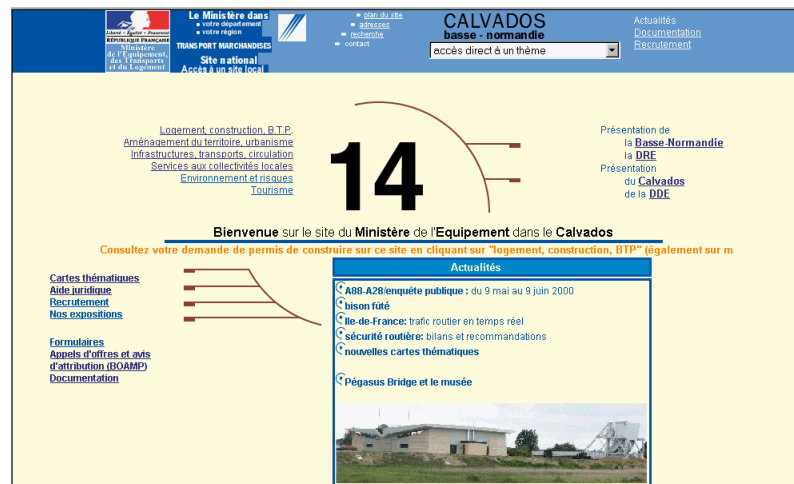 Liberté • Égalité • Fraternité
RÉPUBLIQUE FRANÇAISE
Ministère
de l'Equipement,
des Transports
et du Logement
Le Ministère dans
votre département
votre région
TRANSPORT MARCHANDISES
Site national
Accès à un site local
plan du site
adresses
recherche
contact
CALVADOS
basse - normandie
accès direct à un thème
Actualités
Documentation
Recrutement
Logement, construction, B.T.P.
Aménagement du territoire, urbanisme
Infrastructures, transports, circulation
Services aux collectivités locales
Environnement et risques
Tourisme
14
Présentation de
la Basse-Normandie
la DRE
Présentation
du Calvados
de la DDE
Bienvenue sur le site du Ministère de l'Equipement dans le Calvados
Consultez votre demande de permis de construire sur ce site en cliquant sur "logement, construction, BTP" (également sur m
Cartes thématiques
Aide juridique
Recrutement
Nos expositions
Formulaires
Appels d'offres et avis
d'attribution (BOAMP)
Documentation
Actualités
A88-A28/enquête publique : du 9 mai au 9 juin 2000
bison fûté
Ile-de-France: trafic routier en temps réel
sécurité routière: bilans et recommandations
nouvelles cartes thématiques
Pégasus Bridge et le musée